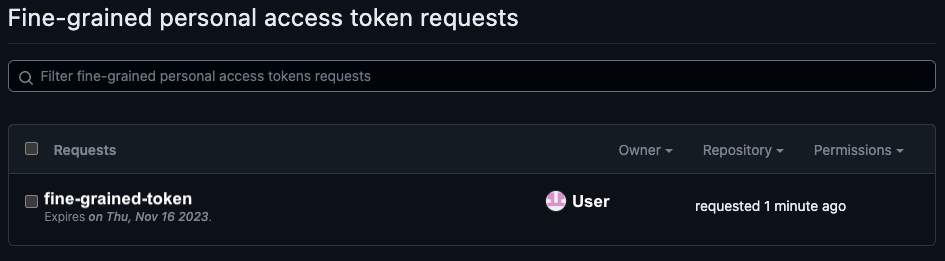 Fine-grained personal access token requests
Filter fine-grained personal access tokens requests
Requests Owner Repository Permissions
fine-grained-token User requested 1 minute ago
Expires on Thu, Nov 16 2023.